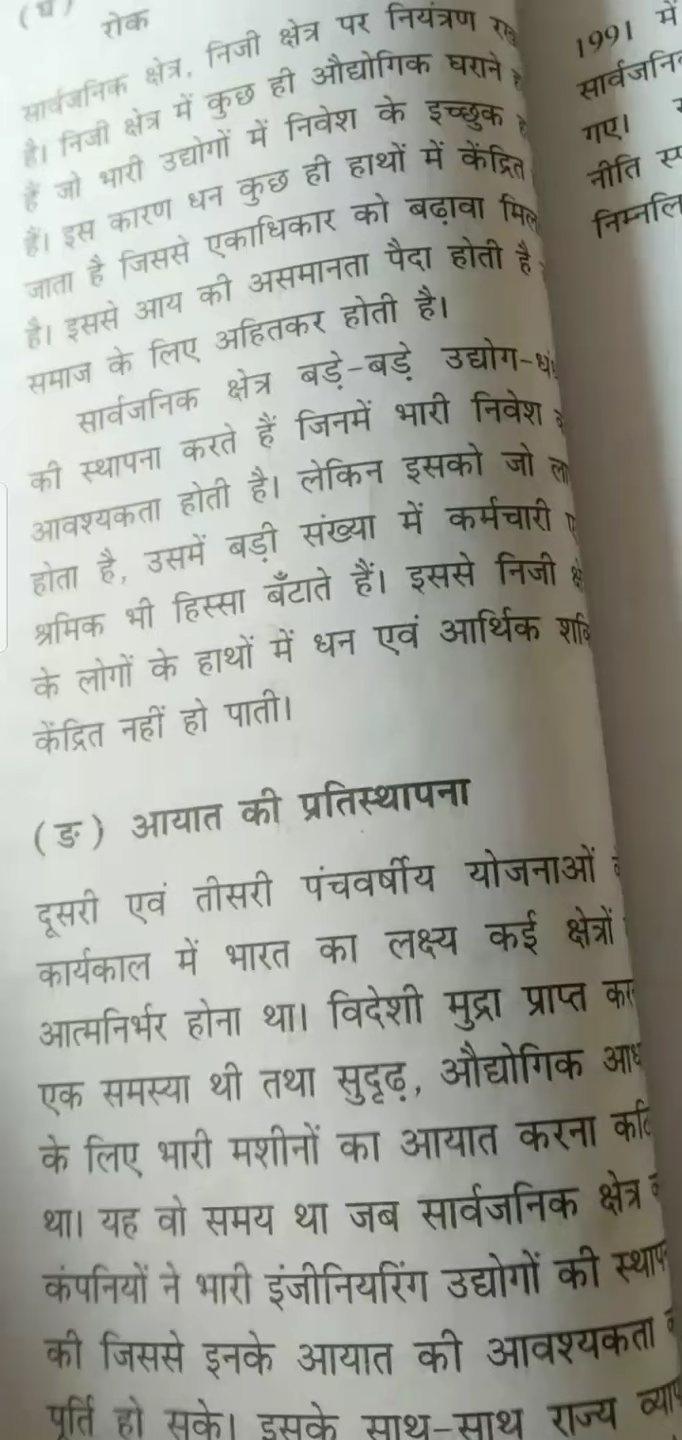 (घ)
रोक
सार्वजनिक क्षेत्र, निजी क्षेत्र पर नियंत्रण
है। निजी क्षेत्र में कुछ ही औद्योगिक घराने
हैं जो भारी उद्योगों में निवेश के इच्छुक
हैं। इस कारण धन कुछ ही हाथों में केंद्रित
जाता है जिससे एकाधिकार को बढ़ावा
है। इससे आय की असमानता पैदा होती है
समाज के लिए अहितकर होती है।
सार्वजनिक क्षेत्र बड़े-बड़े उद्योग-
की स्थापना करते हैं जिनमें भारी निवेश
आवश्यकता होती है। लेकिन इसको जो
होता है, उसमें बड़ी संख्या में कर्मचारी
श्रमिक भी हिस्सा बँटाते हैं। इससे निजी
के लोगों के हाथों में धन एवं आर्थिक
केंद्रित नहीं हो पाती।
(ङ) आयात की प्रतिस्थापना
दूसरी एवं तीसरी पंचवर्षीय योजनाओं
कार्यकाल में भारत का लक्ष्य कई क्षेत्रों
आत्मनिर्भर होना था। विदेशी मुद्रा प्राप्त
एक समस्या थी तथा सुदृढ़, औद्योगिक
के लिए भारी मशीनों का आयात करना
था। यह वो समय था जब सार्वजनिक क्षेत्र
कंपनियों ने भारी इंजीनियरिंग उद्योगों की
की जिससे इनके आयात की आवश्यकता
पूर्ति हो सके। इसके साथ-साथ राज्य
1991 में
गए।
नीति